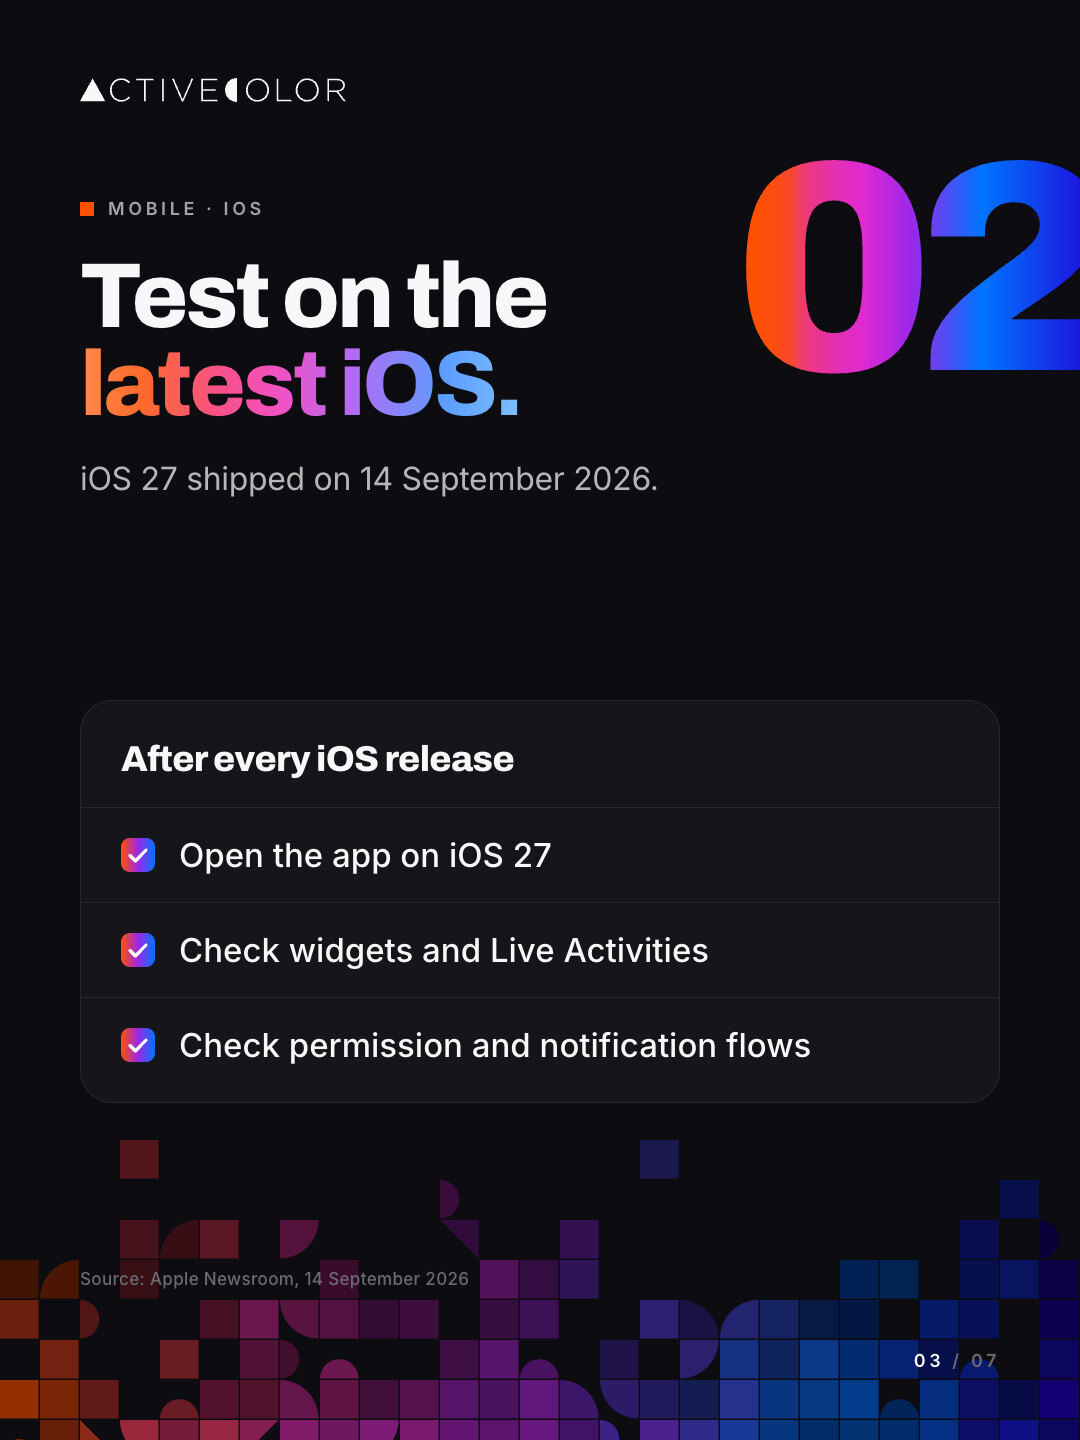 ACTIVECOLOR
MOBILE · IOS
02
Test on the
latest iOS.
iOS 27 shipped on 14 September 2026.
After every iOS release
Open the app on iOS 27
Check widgets and Live Activities
Check permission and notification flows
Source: Apple Newsroom, 14 September 2026
03 / 07